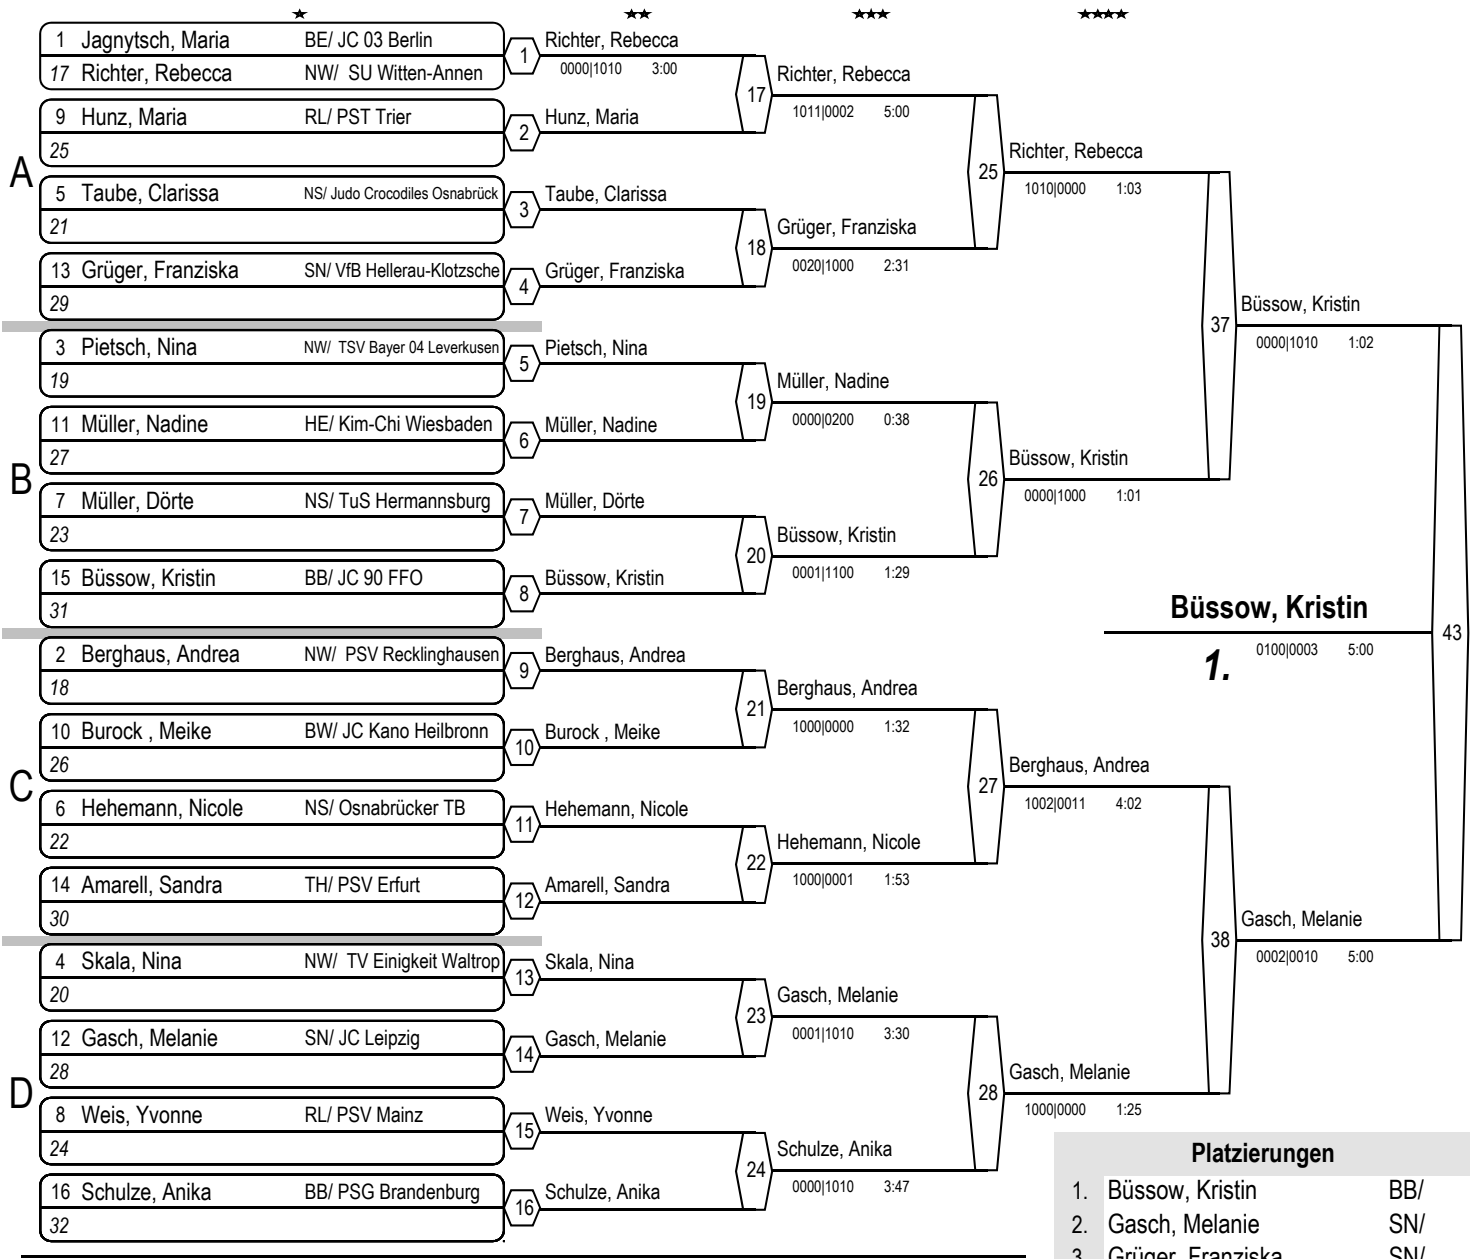 ★ ★★ ★★★ ★★★★
1 Jagnytsch, Maria BE/ JC 03 Berlin
17 Richter, Rebecca NW/ SU Witten-Annen
1 Richter, Rebecca
0000|1010 3:00
9 Hunz, Maria RL/ PST Trier
25
2 Hunz, Maria
17 Richter, Rebecca
1011|0002 5:00
A
5 Taube, Clarissa NS/ Judo Crocodiles Osnabrück
21
3 Taube, Clarissa
13 Grüger, Franziska SN/ VfB Hellerau-Klotzsche
29
4 Grüger, Franziska
18 Grüger, Franziska
0020|1000 2:31
25 Richter, Rebecca
1010|0000 1:03
3 Pietsch, Nina NW/ TSV Bayer 04 Leverkusen
19
5 Pietsch, Nina
11 Müller, Nadine HE/ Kim-Chi Wiesbaden
27
6 Müller, Nadine
19 Müller, Nadine
0000|0200 0:38
B
7 Müller, Dörte NS/ TuS Hermannsburg
23
7 Müller, Dörte
15 Büssow, Kristin BB/ JC 90 FFO
31
8 Büssow, Kristin
20 Büssow, Kristin
0001|1100 1:29
26 Büssow, Kristin
0000|1000 1:01
37 Büssow, Kristin
0000|1010 1:02
2 Berghaus, Andrea NW/ PSV Recklinghausen
18
9 Berghaus, Andrea
10 Burock , Meike BW/ JC Kano Heilbronn
26
10 Burock , Meike
21 Berghaus, Andrea
1000|0000 1:32
C
6 Hehemann, Nicole NS/ Osnabrücker TB
22
11 Hehemann, Nicole
14 Amarell, Sandra TH/ PSV Erfurt
30
12 Amarell, Sandra
22 Hehemann, Nicole
1000|0001 1:53
27 Berghaus, Andrea
1002|0011 4:02
4 Skala, Nina NW/ TV Einigkeit Waltrop
20
13 Skala, Nina
12 Gasch, Melanie SN/ JC Leipzig
28
14 Gasch, Melanie
23 Gasch, Melanie
0001|1010 3:30
D
8 Weis, Yvonne RL/ PSV Mainz
24
15 Weis, Yvonne
16 Schulze, Anika BB/ PSG Brandenburg
32
16 Schulze, Anika
24 Schulze, Anika
0000|1010 3:47
28 Gasch, Melanie
1000|0000 1:25
38 Gasch, Melanie
0002|0010 5:00
Büssow, Kristin 43
1. 0100|0003 5:00
Platzierungen
1. Büssow, Kristin BB/
2. Gasch, Melanie SN/
3. Grüger, Franziska SN/